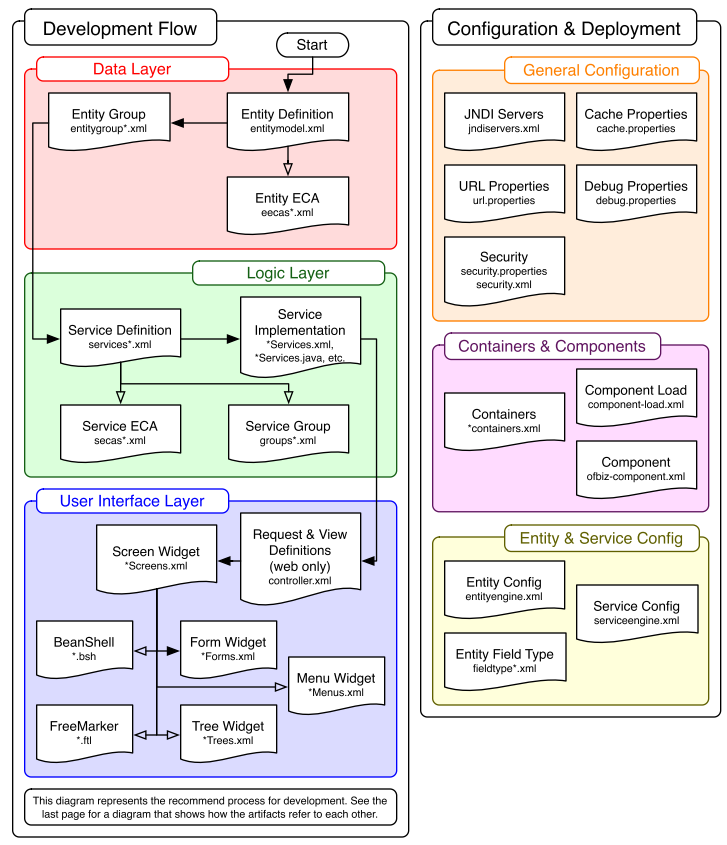 Development Flow
Start
Data Layer
Entity Group
entitygroup*.xml
Entity Definition
entitymodel.xml
Entity ECA
eecas*.xml
Logic Layer
Service Definition
services*.xml
Service
Implementation
*Services.xml,
*Services.java, etc.
Service ECA
secas*.xml
Service Group
groups*.xml
User Interface Layer
Screen Widget
*Screens.xml
Request & View
Definitions
(web only)
controller.xml
BeanShell
*.bsh
Form Widget
*Forms.xml
Menu Widget
*Menus.xml
FreeMarker
*.ftl
Tree Widget
*Trees.xml
This diagram represents the recommend process for development. See the
last page for a diagram that shows how the artifacts refer to each other.
Configuration & Deployment
General Configuration
JNDI Servers
jndiservers.xml
Cache Properties
cache.properties
URL Properties
url.properties
Debug Properties
debug.properties
Security
security.properties
security.xml
Containers & Components
Containers
*containers.xml
Component Load
component-load.xml
Component
ofbiz-component.xml
Entity & Service Config
Entity Config
entityengine.xml
Service Config
serviceengine.xml
Entity Field Type
fieldtype*.xml